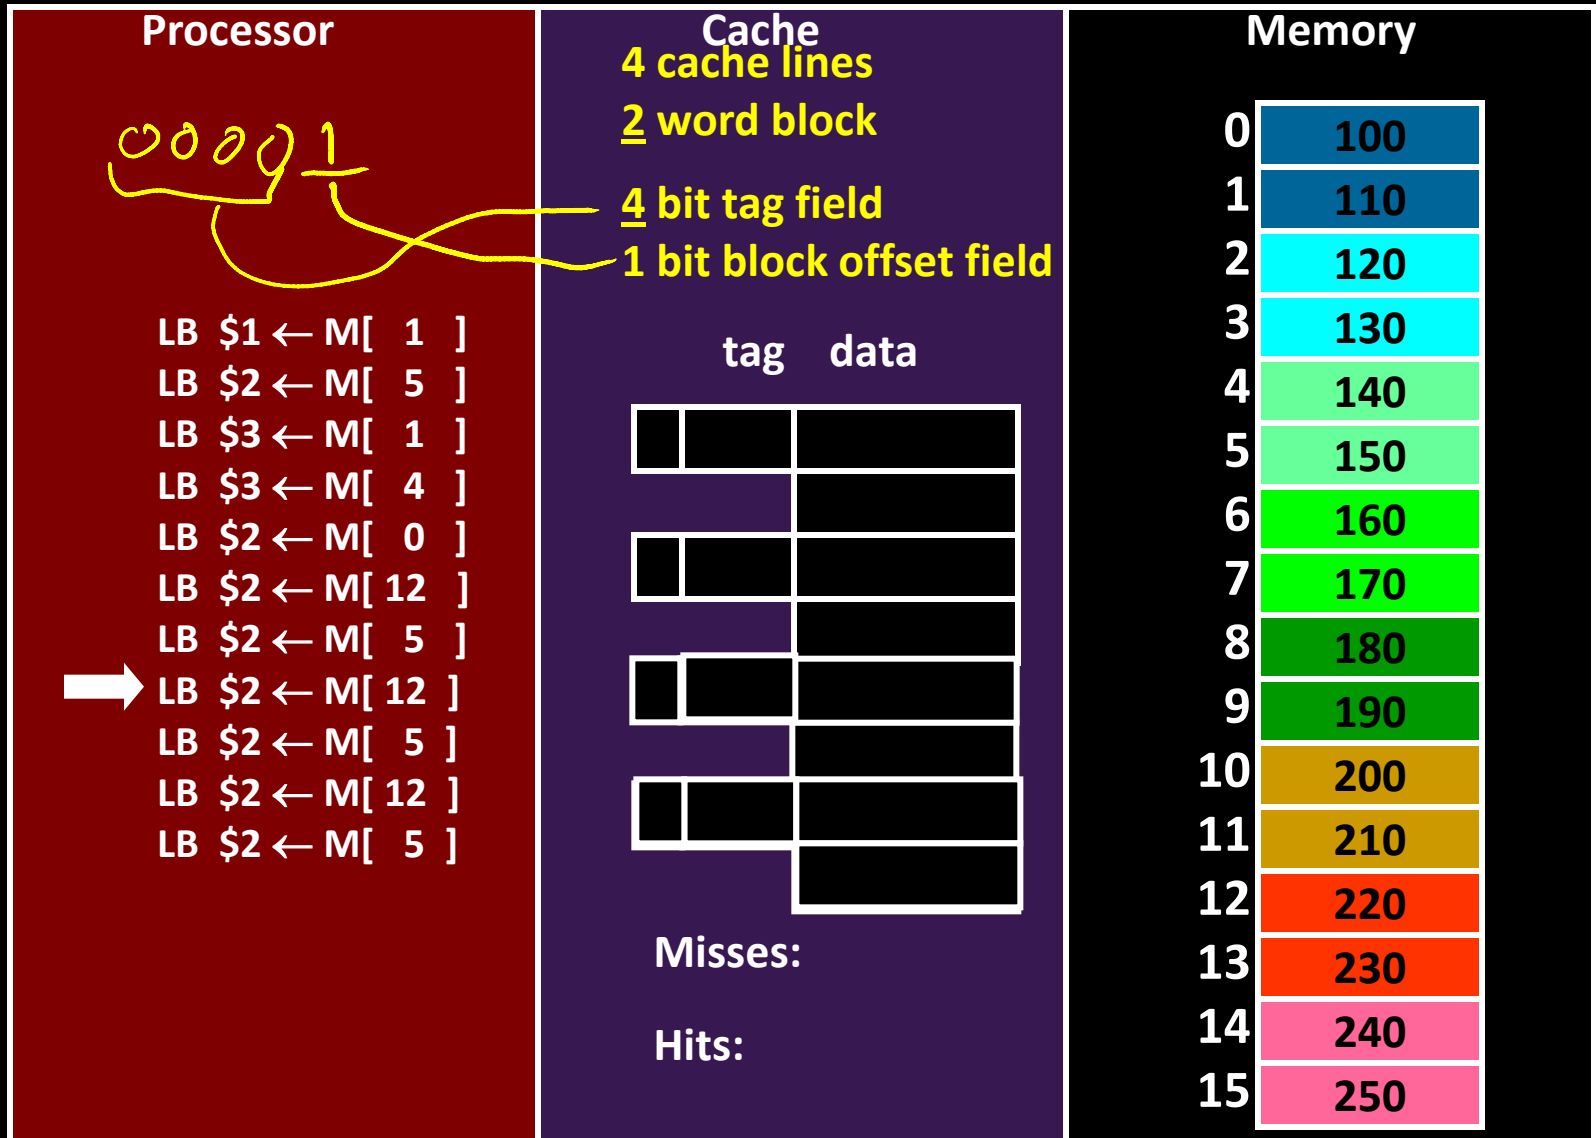 Processor
0000 1
LB $1 ← M[ 1 ]
LB $2 ← M[ 5 ]
LB $3 ← M[ 1 ]
LB $3 ← M[ 4 ]
LB $2 ← M[ 0 ]
LB $2 ← M[ 12 ]
LB $2 ← M[ 5 ]
LB $2 ← M[ 12 ]
LB $2 ← M[ 5 ]
LB $2 ← M[ 12 ]
LB $2 ← M[ 5 ]
Cache
4 cache lines
2 word block
4 bit tag field
1 bit block offset field
tag data
Misses:
Hits:
Memory
0 100
1 110
2 120
3 130
4 140
5 150
6 160
7 170
8 180
9 190
10 200
11 210
12 220
13 230
14 240
15 250